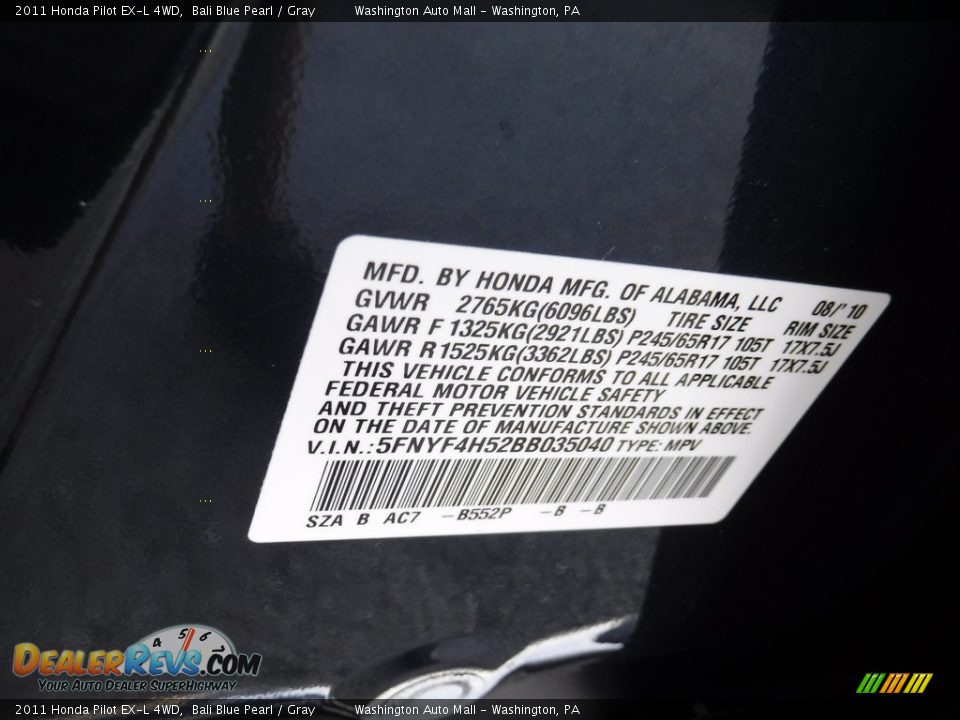 2011 Honda Pilot EX-L 4WD, Bali Blue Pearl / Gray Washington Auto Mall - Washington, PA
MFD. BY HONDA MFG. OF ALABAMA, LLC 08/'10
GVWR 2765KG(6096LBS) TIRE SIZE RIM SIZE
GAWR F 1325KG(2921LBS) P245/65R17 105T 17X7.5J
GAWR R 1525KG(3362LBS) P245/65R17 105T 17X7.5J
THIS VEHICLE CONFORMS TO ALL APPLICABLE
FEDERAL MOTOR VEHICLE SAFETY
AND THEFT PREVENTION STANDARDS IN EFFECT
ON THE DATE OF MANUFACTURE SHOWN ABOVE.
V.I.N.:5FNYF4H52BB035040 TYPE: MPV
SZA B AC7 -B552P -B -B
4 5 6
DEALERREVS.COM
YOUR AUTO DEALER SUPERHIGHWAY
2011 Honda Pilot EX-L 4WD, Bali Blue Pearl / Gray Washington Auto Mall - Washington, PA